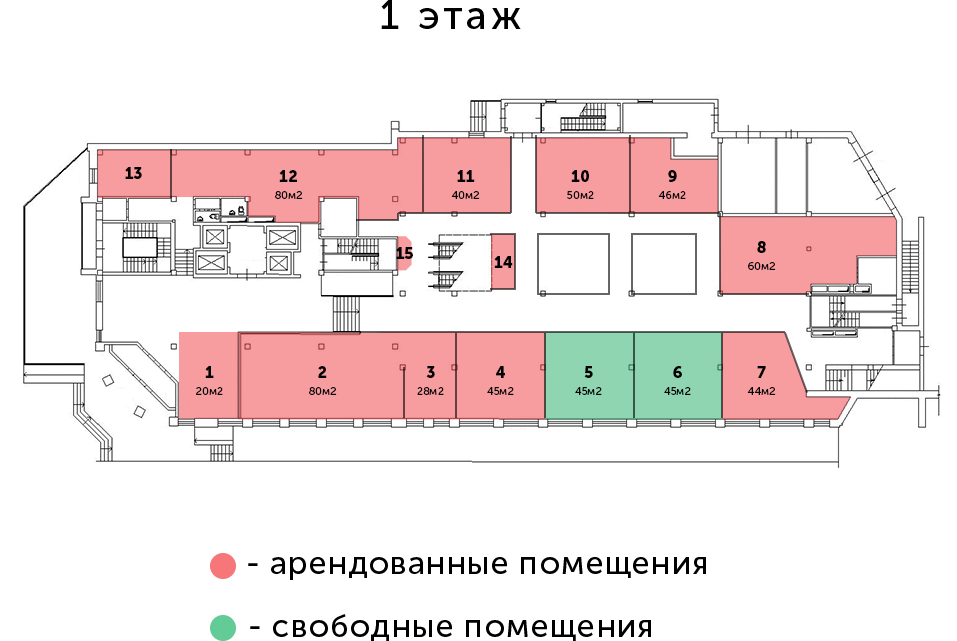 1 этаж
13
12
80м2
11
40м2
10
50м2
9
46м2
8
60м2
15
14
1
20м2
2
80м2
3
28м2
4
45м2
5
45м2
6
45м2
7
44м2
- арендованные помещения
- свободные помещения